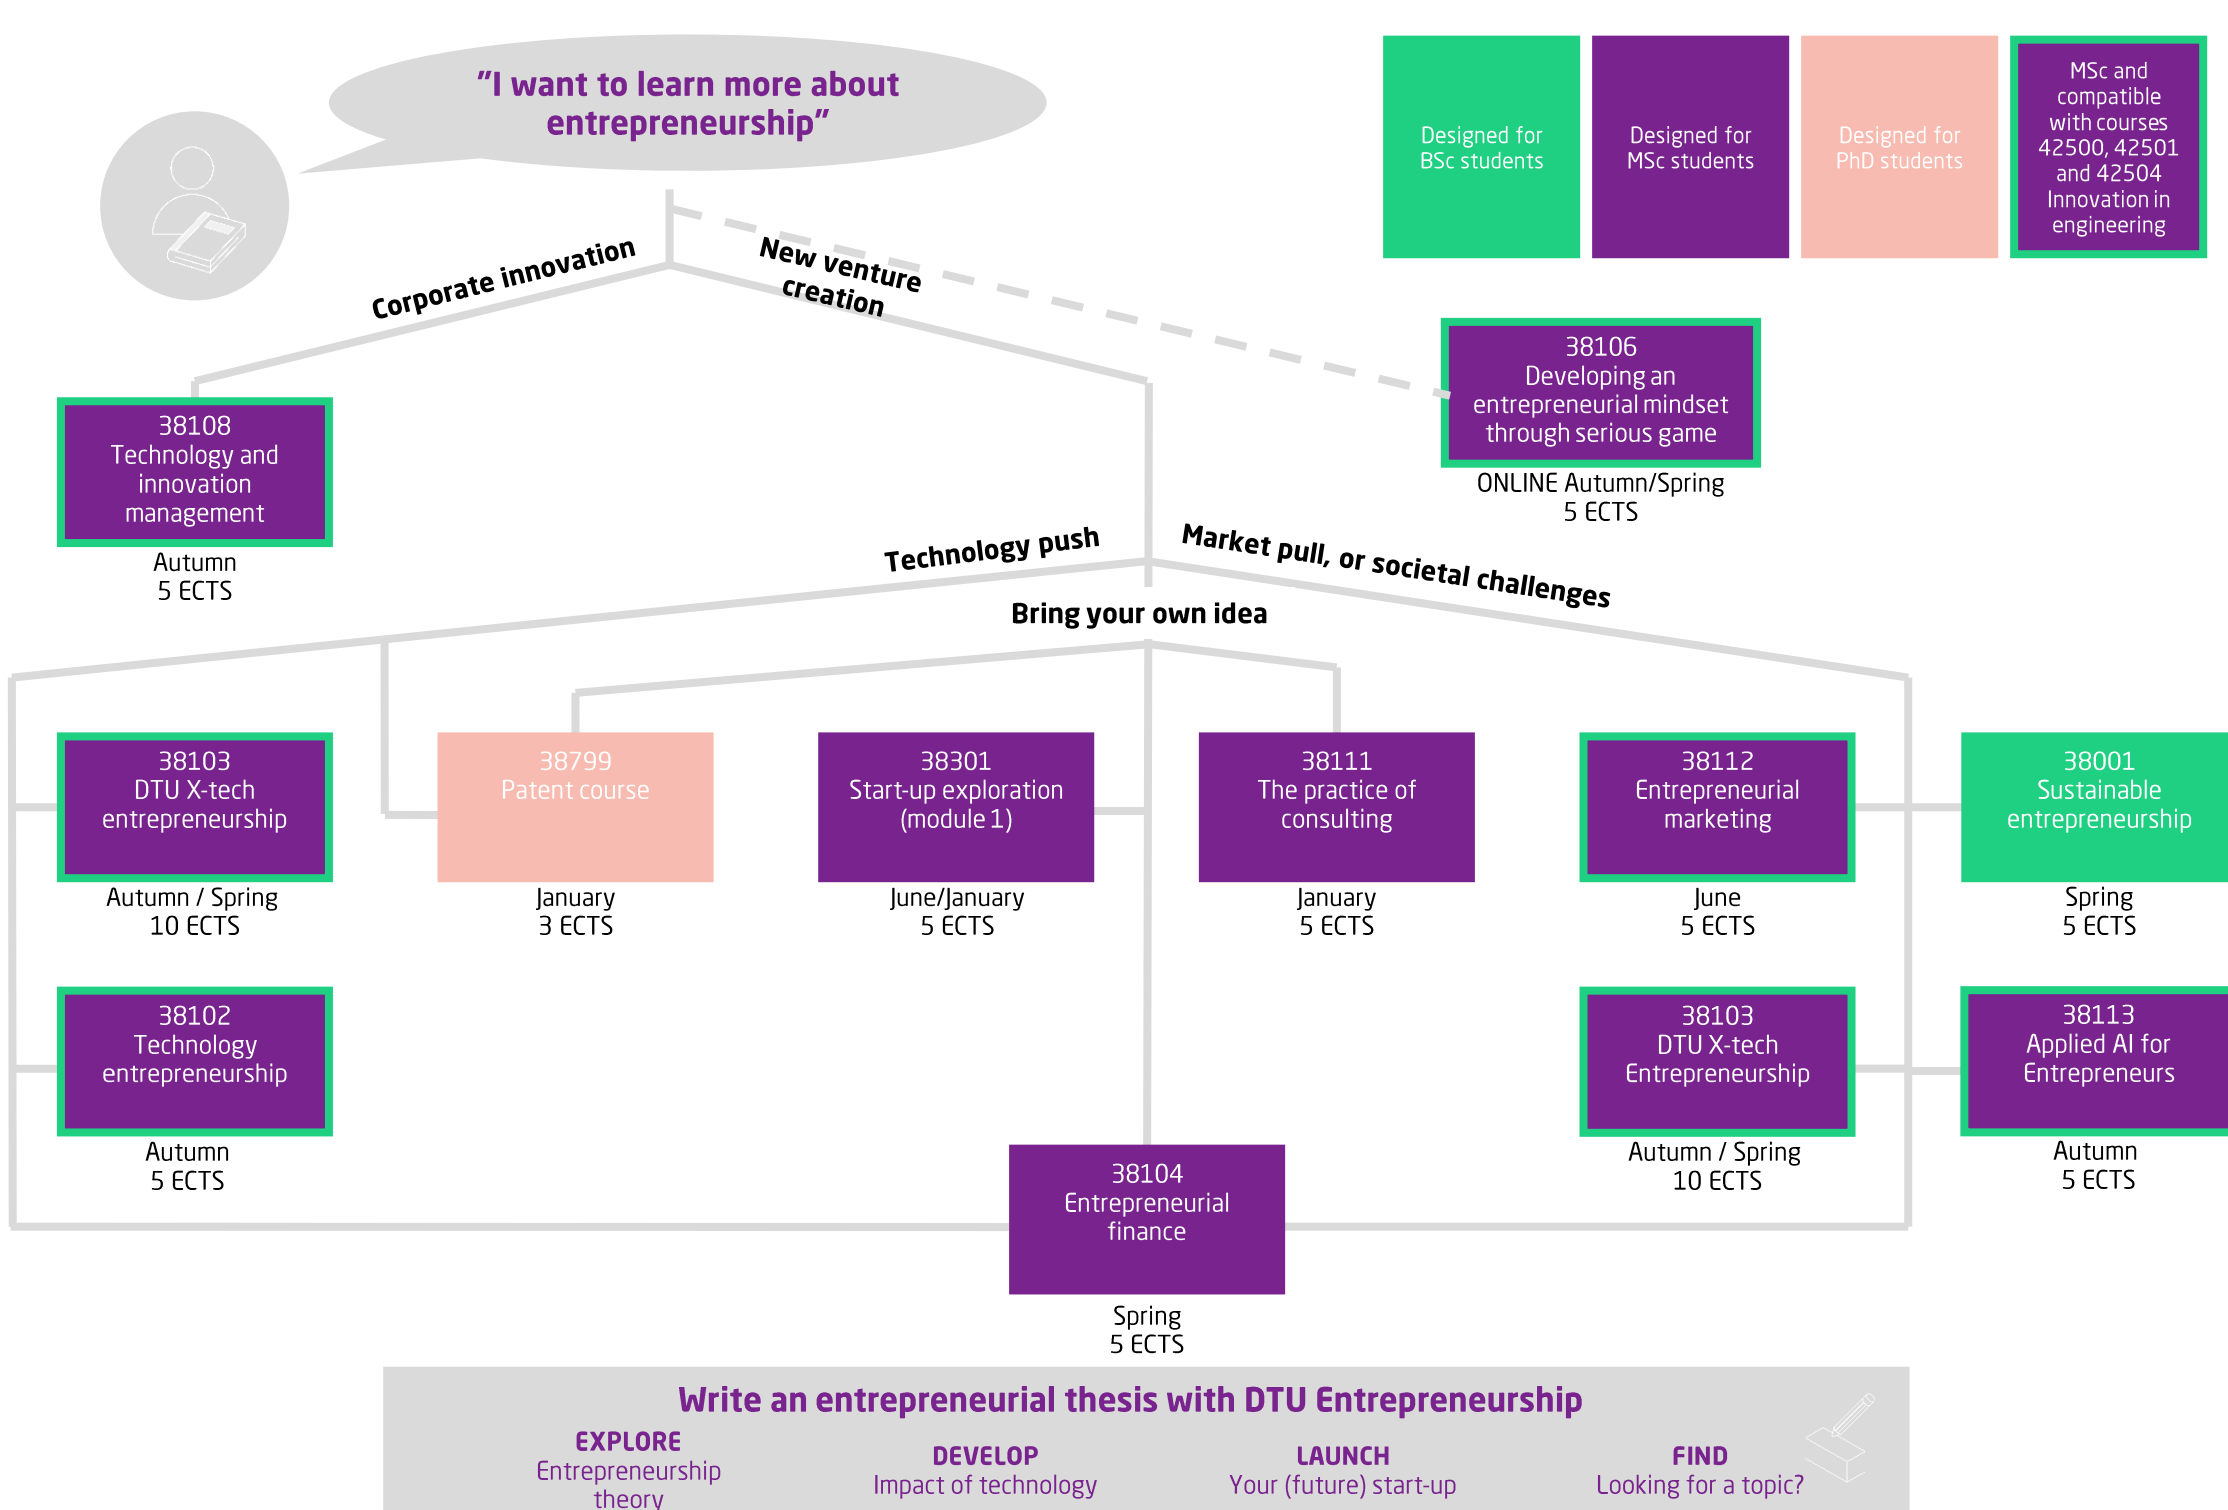 "I want to learn more about
entrepreneurship"
Designed for
BSc students
Designed for
MSc students
Designed for
PhD students
MSc and
compatible
with courses
42500, 42501
and 42504
Innovation in
engineering
Corporate innovation
New venture
creation
38106
Developing an
entrepreneurial mindset
through serious game
ONLINE Autumn/Spring
5 ECTS
38108
Technology and
innovation
management
Autumn
5 ECTS
Technology push
Market pull, or societal challenges
Bring your own idea
38103
DTU X-tech
entrepreneurship
Autumn / Spring
10 ECTS
38799
Patent course
January
3 ECTS
38301
Start-up exploration
(module 1)
June/January
5 ECTS
38111
The practice of
consulting
January
5 ECTS
38112
Entrepreneurial
marketing
June
5 ECTS
38001
Sustainable
entrepreneurship
Spring
5 ECTS
38102
Technology
entrepreneurship
Autumn
5 ECTS
38103
DTU X-tech
Entrepreneurship
Autumn / Spring
10 ECTS
38113
Applied AI for
Entrepreneurs
Autumn
5 ECTS
38104
Entrepreneurial
finance
Spring
5 ECTS
Write an entrepreneurial thesis with DTU Entrepreneurship
EXPLORE
Entrepreneurship
theory
DEVELOP
Impact of technology
LAUNCH
Your (future) start-up
FIND
Looking for a topic?